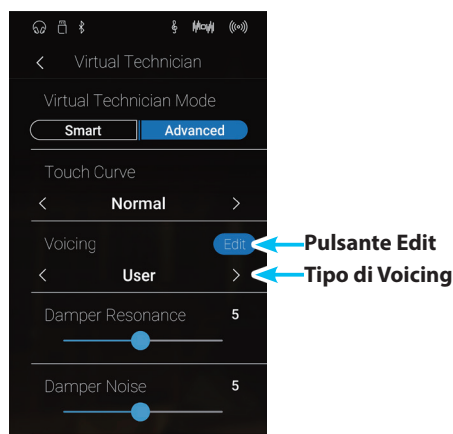 Virtual Technician
Virtual Technician Mode
Smart Advanced
Touch Curve
< Normal >
Voicing Edit Pulsante Edit
< User > Tipo di Voicing
Damper Resonance 5
Damper Noise 5